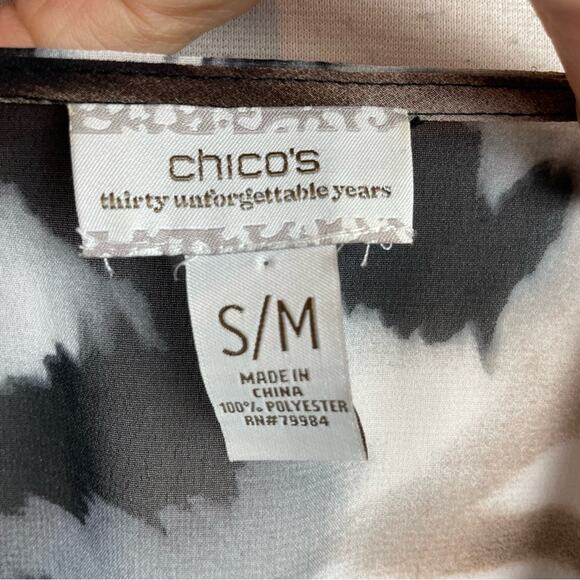 chico's
thirty unforgettable years
S/M
MADE IN
CHINA
100% POLYESTER
RN#79984